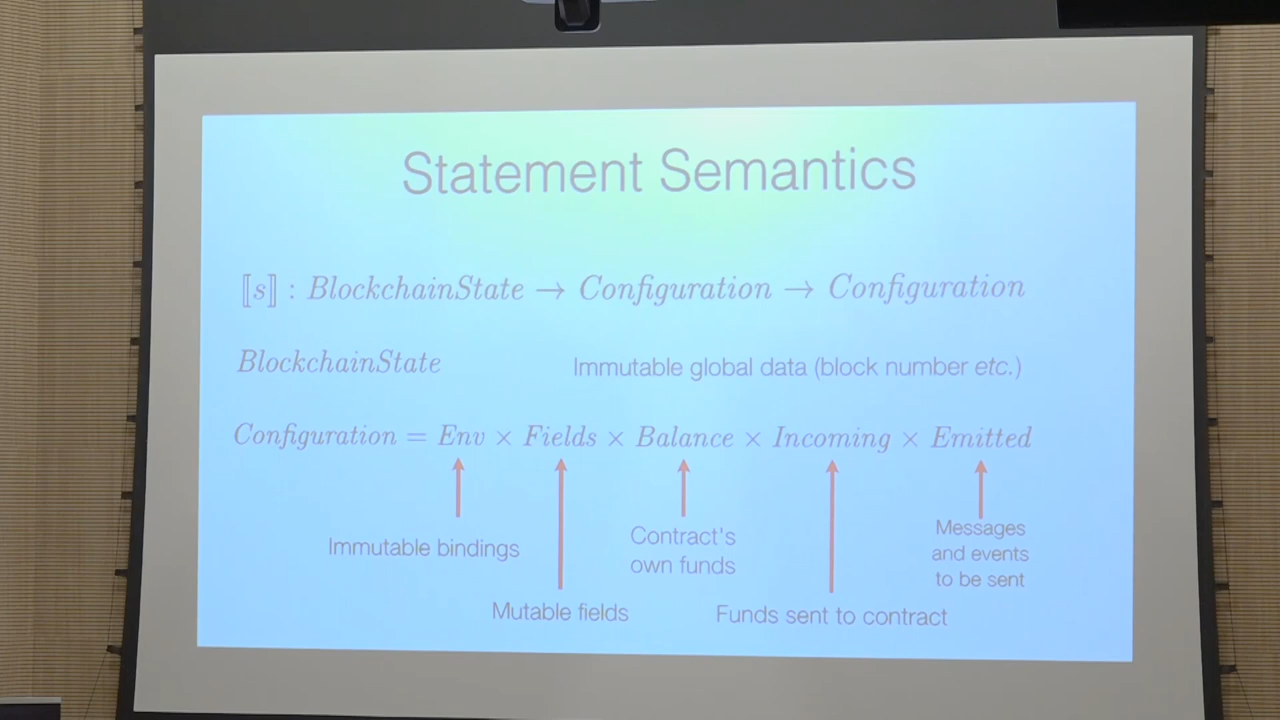 Statement Semantics
⟦s⟧ : BlockchainState → Configuration → Configuration
BlockchainState Immutable global data (block number etc.)
Configuration = Env × Fields × Balance × Incoming × Emitted
Immutable bindings
Mutable fields
Contract's
own funds
Funds sent to contract
Messages
and events
to be sent